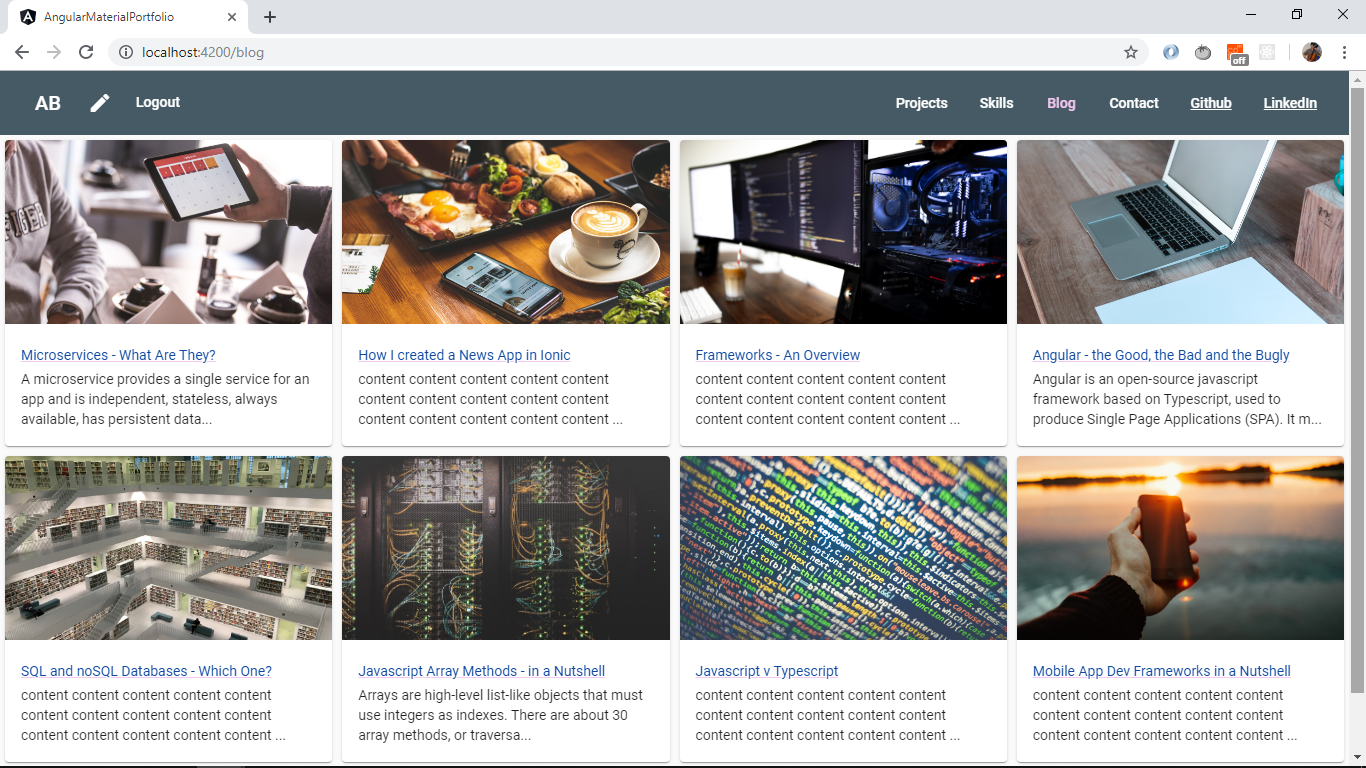 AngularMaterialPortfolio
localhost:4200/blog
off
AB
Logout
Projects
Skills
Blog
Contact
Github
LinkedIn
Microservices - What Are They?
A microservice provides a single service for an
app and is independent, stateless, always
available, has persistent data...
How I created a News App in Ionic
content content content content content
content content content content content
content content content content content ...
Frameworks - An Overview
content content content content content
content content content content content
content content content content content ...
Angular - the Good, the Bad and the Bugly
Angular is an open-source javascript
framework based on Typescript, used to
produce Single Page Applications (SPA). It m...
SQL and noSQL Databases - Which One?
content content content content content
content content content content content
content content content content content ...
Javascript Array Methods - in a Nutshell
Arrays are high-level list-like objects that must
use integers as indexes. There are about 30
array methods, or traversa...
Javascript v Typescript
content content content content content
content content content content content
content content content content content ...
Mobile App Dev Frameworks in a Nutshell
content content content content content
content content content content content
content content content content content ...